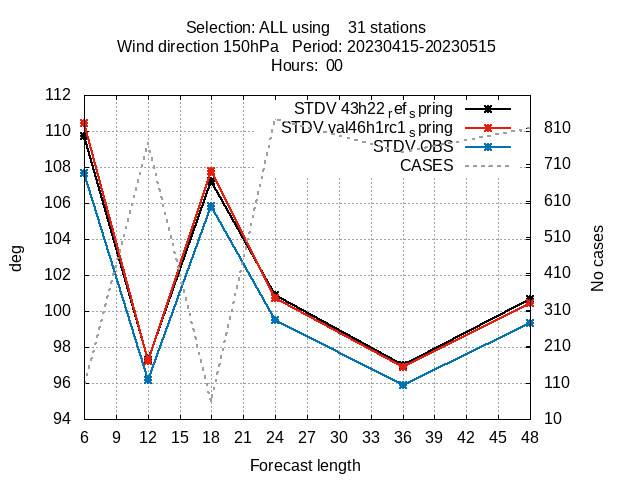 Selection: ALL using 31 stations
Wind direction 150hPa Period: 20230415-20230515
Hours: 00
STDV 43h22_ref_spring
STDV val46h1rc1_spring
STDV OBS
CASES
deg
112
110
108
106
104
102
100
98
96
94
No cases
810
710
610
510
410
310
210
110
10
6 9 12 15 18 21 24 27 30 33 36 39 42 45 48
Forecast length